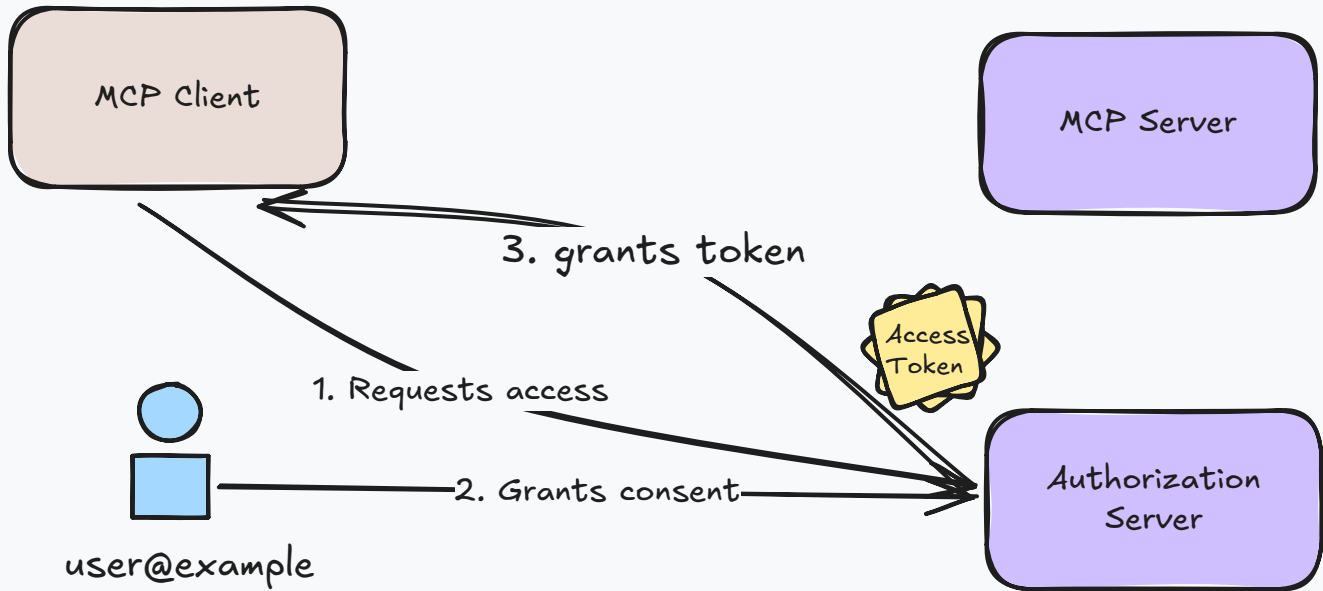 MCP Client
MCP Server
3. grants token
Access
Token
1. Requests access
2. Grants consent
Authorization
Server
user@example